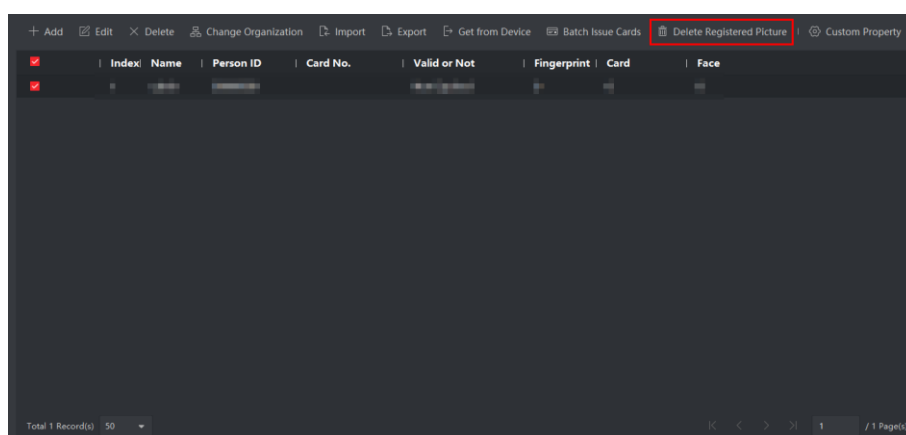 Add Edit Delete Change Organization Import Export Get from Device Batch Issue Cards Delete Registered Picture Custom Property
Index Name Person ID Card No. Valid or Not Fingerprint Card Face
Total 1 Record(s) 50 1 / 1 Page(s)